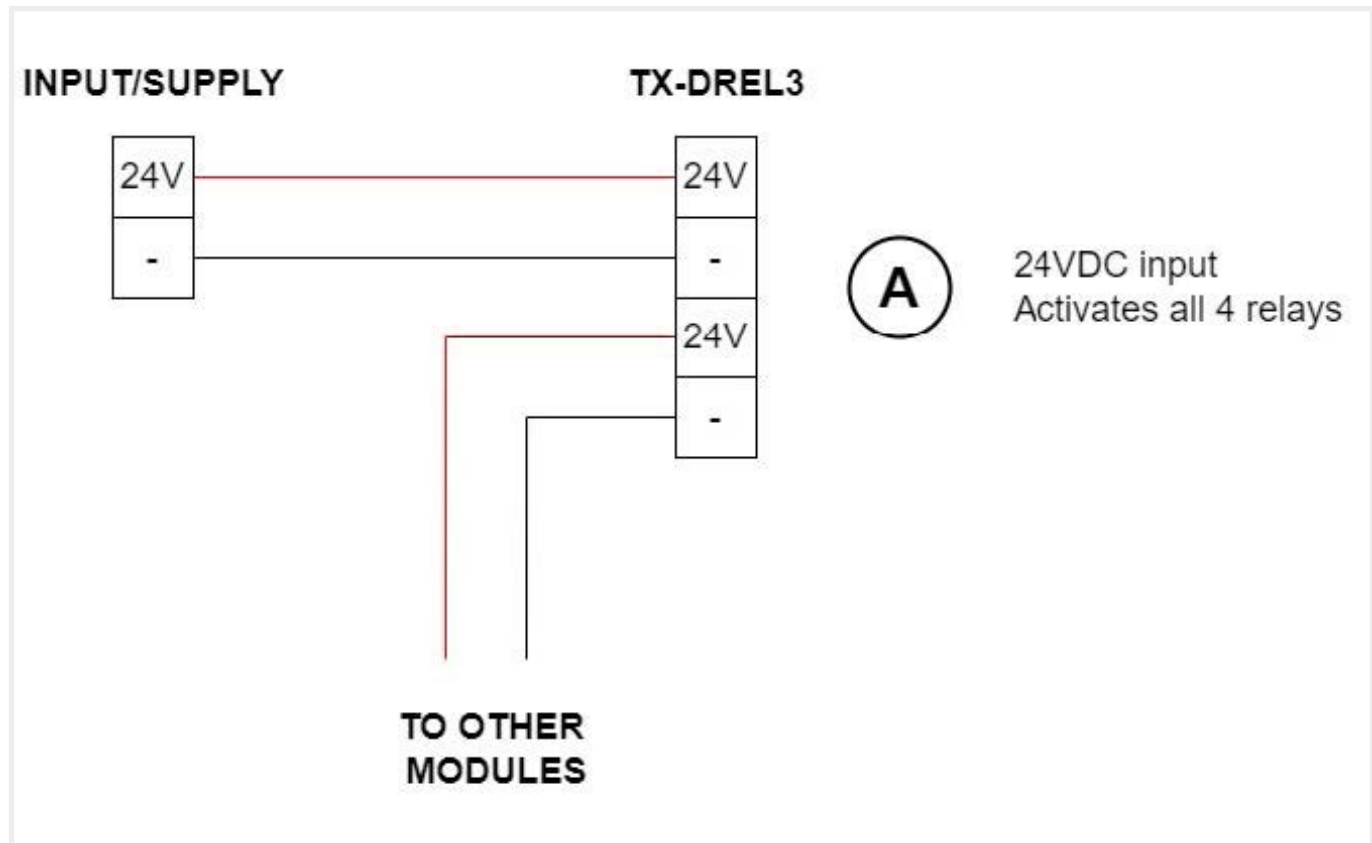 INPUT/SUPPLY
TX-DREL3
24V
24V
-
-
24V
-
A
24VDC input
Activates all 4 relays
TO OTHER
MODULES